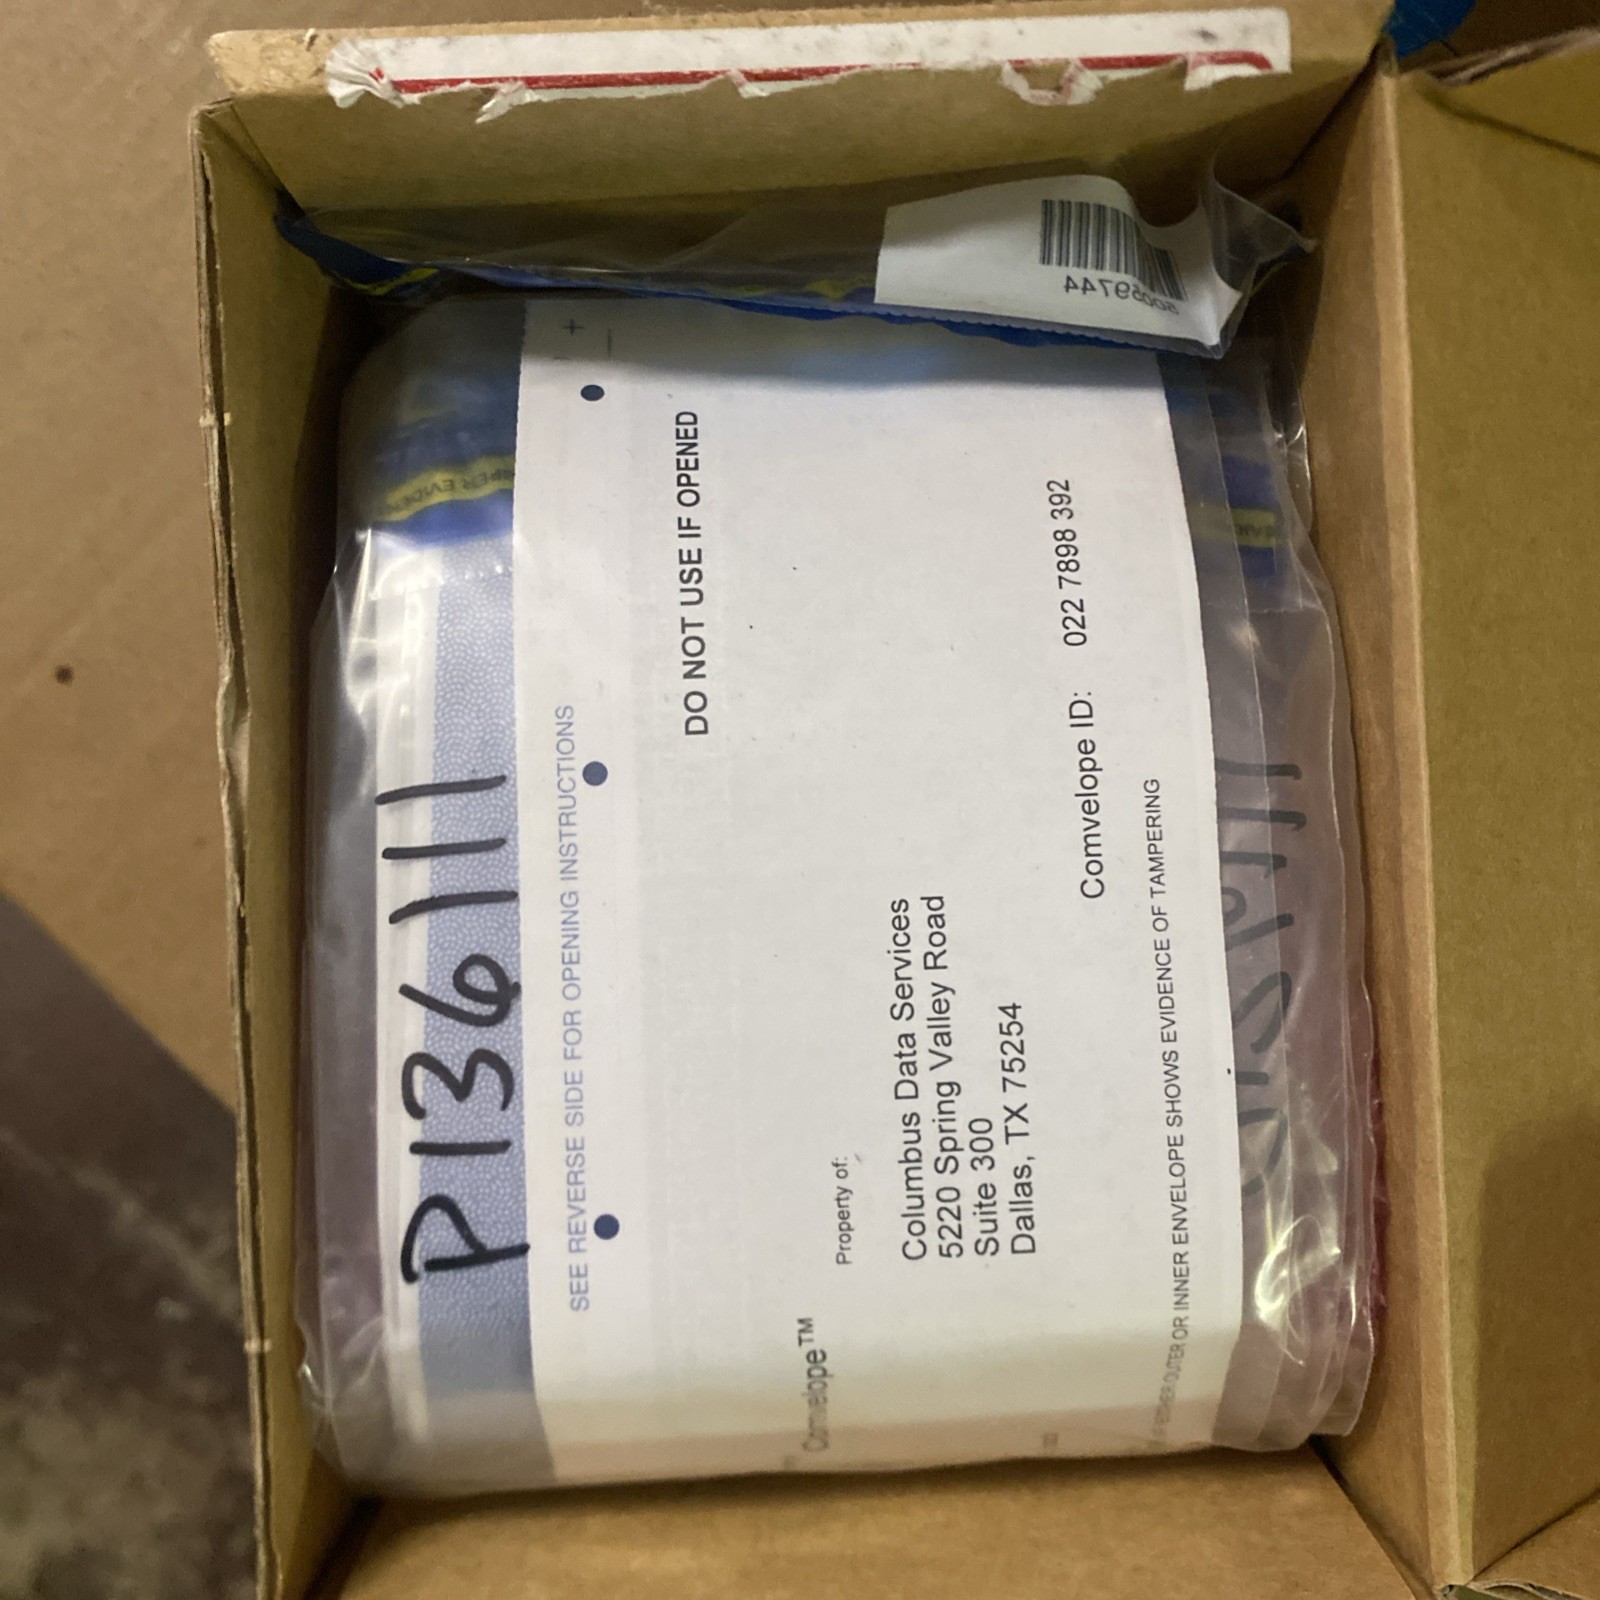 P136111
SEE REVERSE SIDE FOR OPENING INSTRUCTIONS
DO NOT USE IF OPENED
Comvelope™
Property of:
Columbus Data Services
5220 Spring Valley Road
Suite 300
Dallas, TX 75254
Comvelope ID: 022 7898 392
OUTER OR INNER ENVELOPE SHOWS EVIDENCE OF TAMPERING
50069744